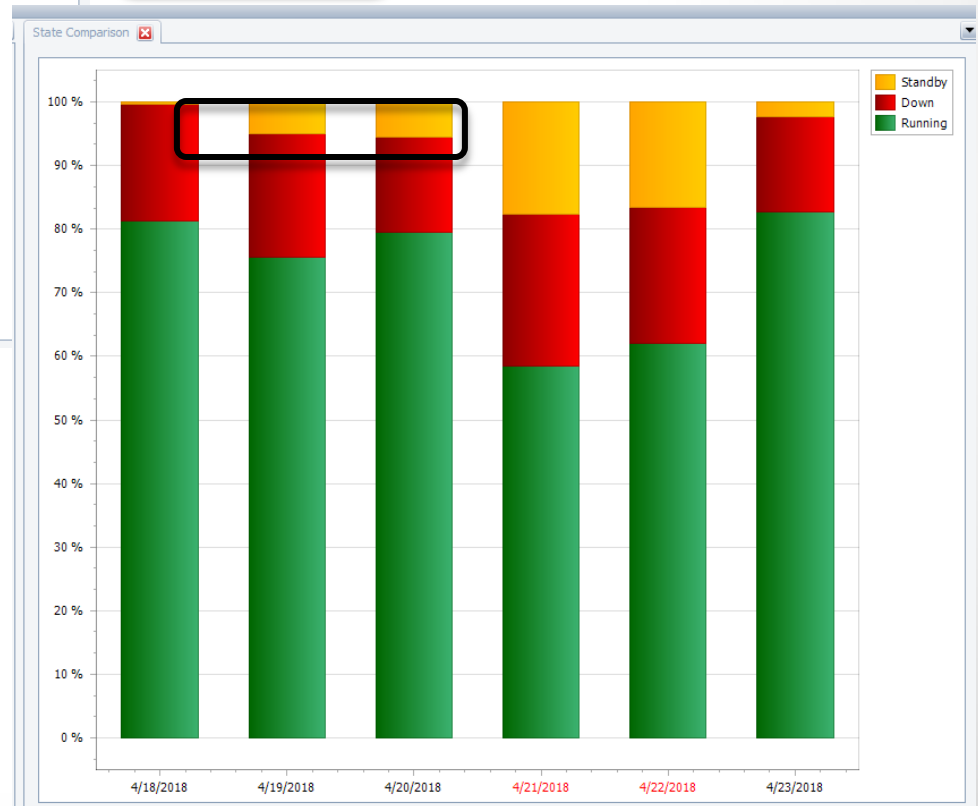 State Comparison
Standby
Down
Running
100 %
90 %
80 %
70 %
60 %
50 %
40 %
30 %
20 %
10 %
0 %
4/18/2018 4/19/2018 4/20/2018 4/21/2018 4/22/2018 4/23/2018